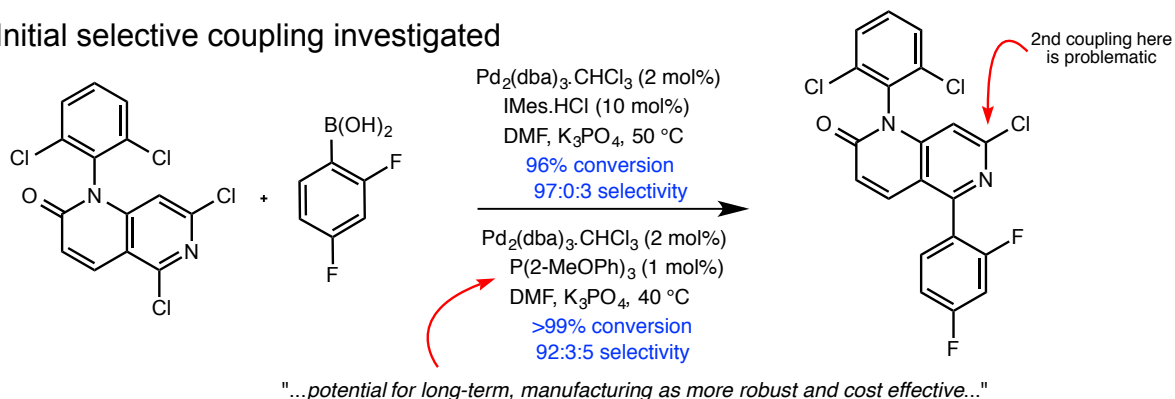 Initial selective coupling investigated
2nd coupling here
is problematic
Pd2(dba)3.CHCl3 (2 mol%)
IMes.HCl (10 mol%)
DMF, K3PO4, 50 °C
96% conversion
97:0:3 selectivity
Pd2(dba)3.CHCl3 (2 mol%)
P(2-MeOPh)3 (1 mol%)
DMF, K3PO4, 40 °C
>99% conversion
92:3:5 selectivity
Cl
Cl
O
N
Cl
N
Cl
+
B(OH)2
F
F
Cl
Cl
O
N
Cl
N
F
F
"...potential for long-term, manufacturing as more robust and cost effective..."